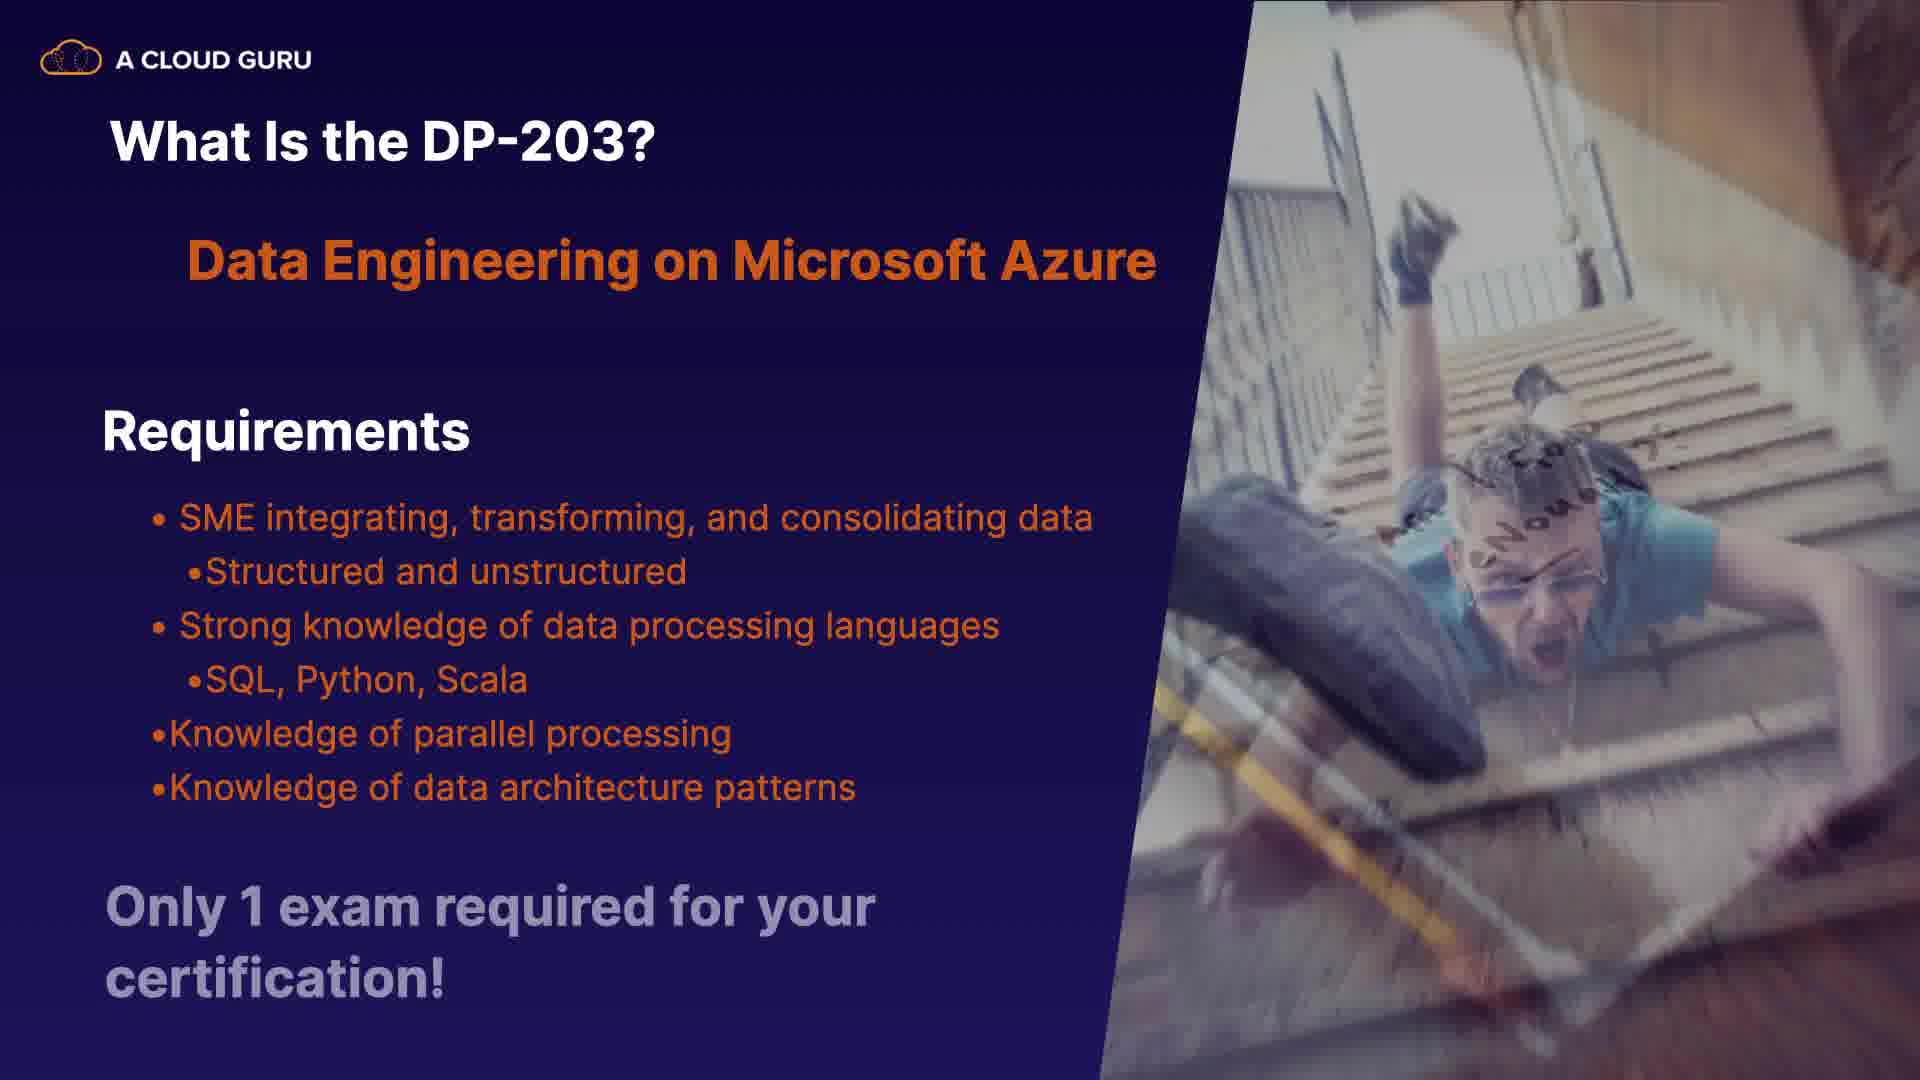 A CLOUD GURU
What Is the DP-203?
Data Engineering on Microsoft Azure
Requirements
• SME integrating, transforming, and consolidating data
•Structured and unstructured
• Strong knowledge of data processing languages
•SQL, Python, Scala
•Knowledge of parallel processing
•Knowledge of data architecture patterns
Only 1 exam required for your
certification!